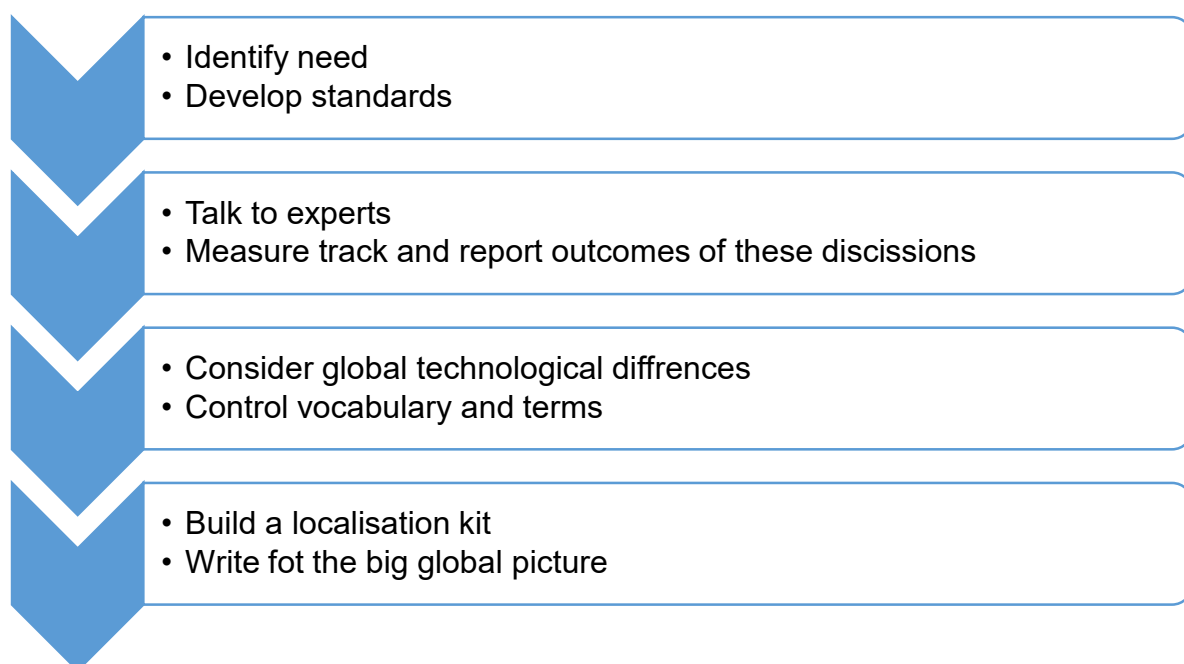 • Identify need
• Develop standards
• Talk to experts
• Measure track and report outcomes of these discissions
• Consider global technological diffrences
• Control vocabulary and terms
• Build a localisation kit
• Write fot the big global picture